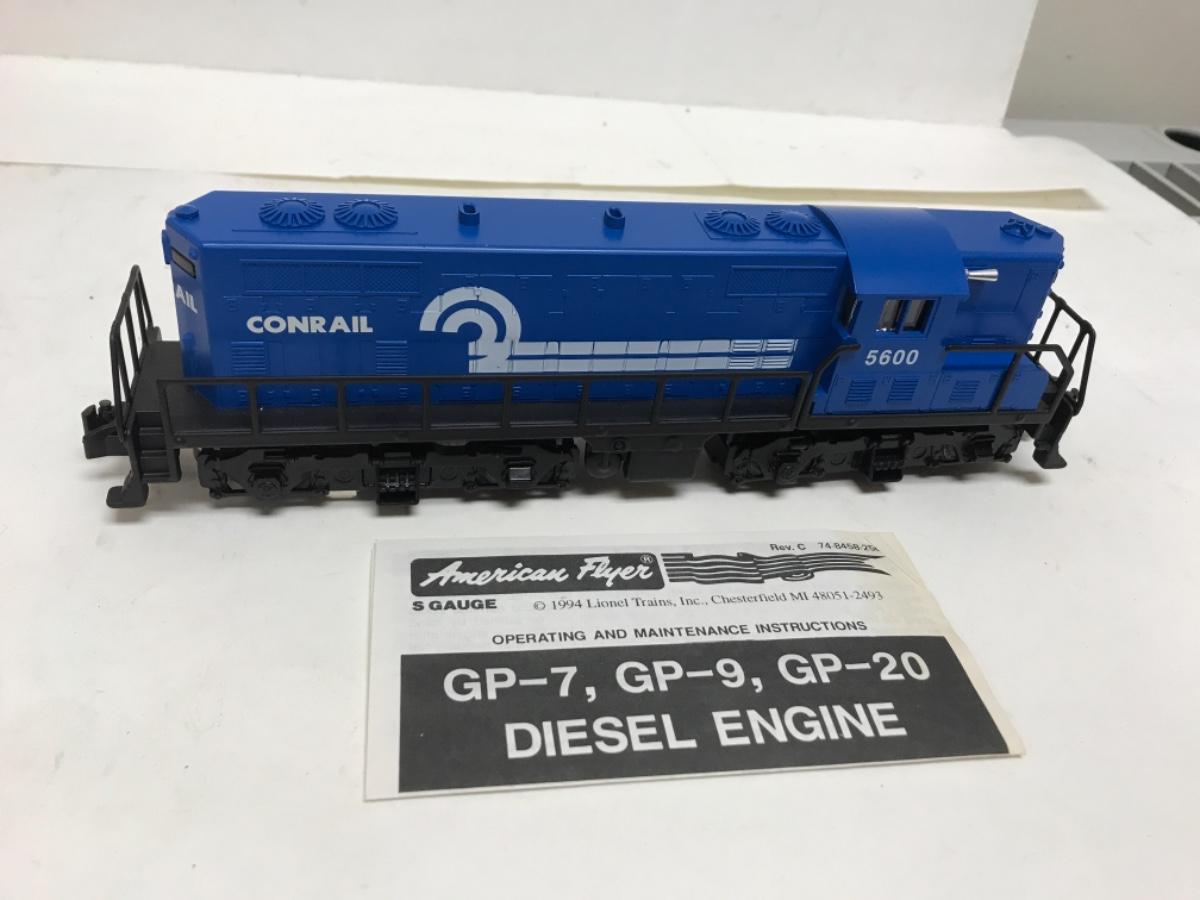 AIL
CONRAIL
5600
Rev. C 74-8458-250
American Flyer®
S GAUGE © 1994 Lionel Trains, Inc., Chesterfield MI 48051-2493
OPERATING AND MAINTENANCE INSTRUCTIONS
GP-7, GP-9, GP-20
DIESEL ENGINE